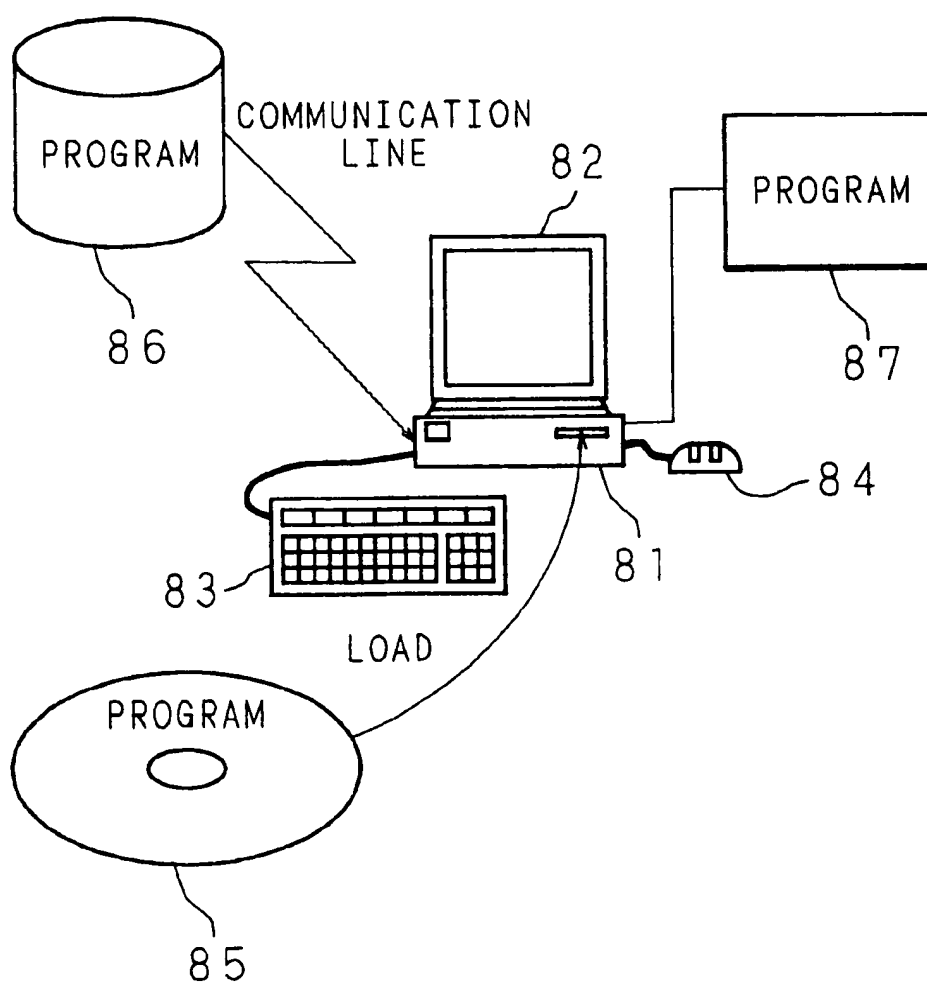 COMMUNICATION
LINE
PROGRAM
82
PROGRAM
86
87
84
81
83
LOAD
PROGRAM
85